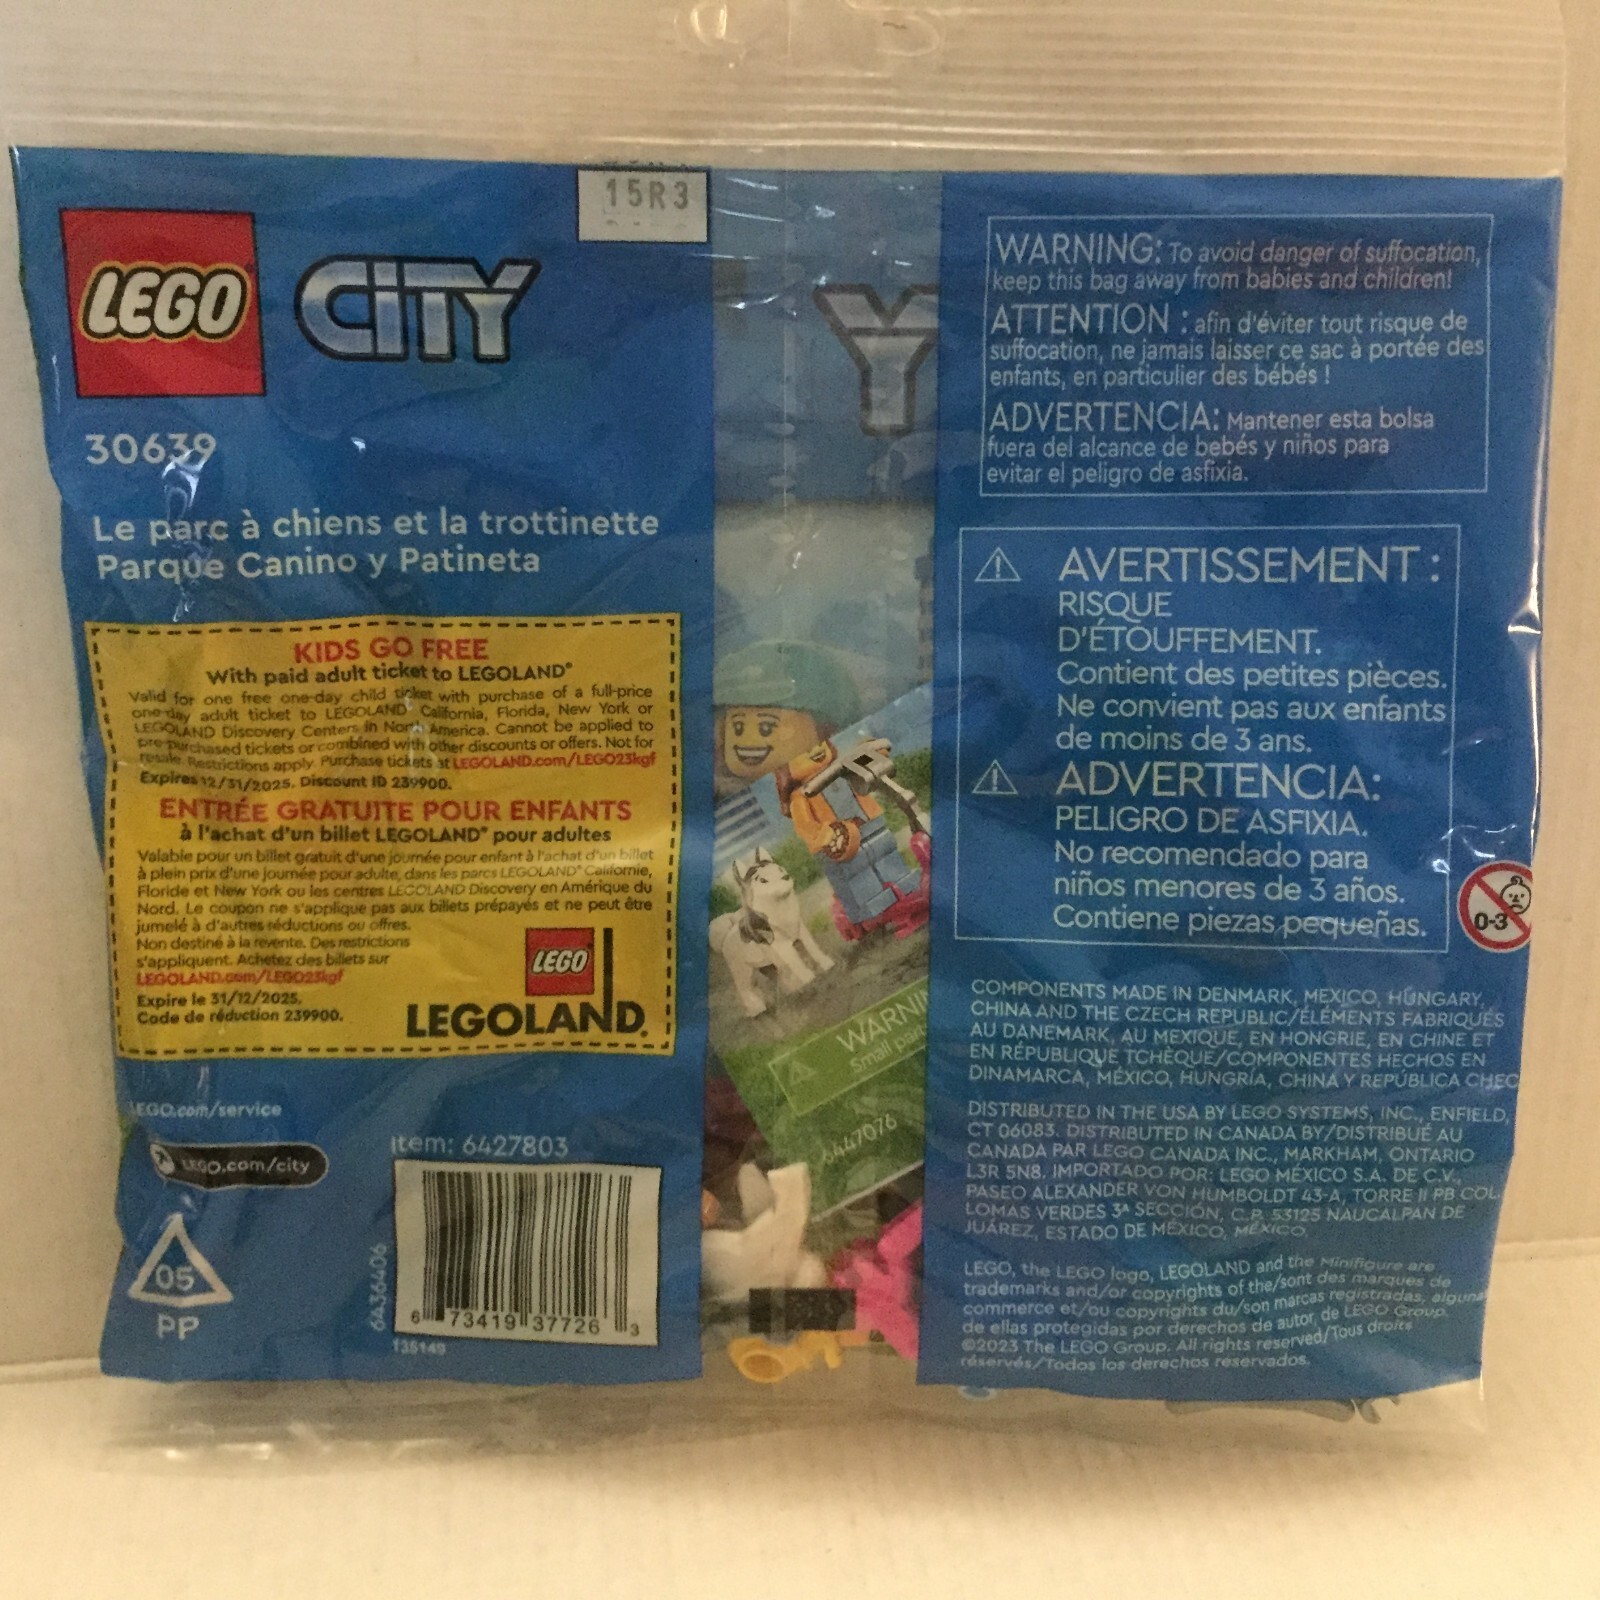 15R3
LEGO
CITY
30639
Le parc à chiens et la trottinette
Parque Canino y Patineta
KIDS GO FREE
With paid adult ticket to LEGOLAND®
Valid for one free one-day child ticket with purchase of a full-price
one-day adult ticket to LEGOLAND® California, Florida, New York or
LEGOLAND Discovery Centers in North America. Cannot be applied to
pre-purchased tickets or combined with other discounts or offers. Not for
resale. Restrictions apply. Purchase tickets at LEGOLAND.com/LEGO23kgf
Expires 12/31/2025. Discount ID 239900.
ENTRÉE GRATUITE POUR ENFANTS
à l'achat d'un billet LEGOLAND® pour adultes
Valable pour un billet gratuit d'une journée pour enfant à l'achat d'un billet
à plein prix d'une journée pour adulte, dans les parcs LEGOLAND® Californie,
Floride et New York ou les centres LEGOLAND Discovery en Amérique du
Nord. Le coupon ne s'applique pas aux billets prépayés et ne peut être
jumelé à d'autres réductions ou offres.
Non destiné à la revente. Des restrictions
s'appliquent. Achetez des billets sur
LEGOLAND.com/LEGO23kgf
Expire le 31/12/2025.
Code de réduction 239900.
LEGO
LEGOLAND®
LEGO.com/service
LEGO.com/city
05
PP
Item: 6427803
6436406
6 73419 37726 3
135149
Y
WARNI
small par
6447076
WARNING: To avoid danger of suffocation,
keep this bag away from babies and children!
ATTENTION : afin d'éviter tout risque de
suffocation, ne jamais laisser ce sac à portée des
enfants, en particulier des bébés !
ADVERTENCIA: Mantener esta bolsa
fuera del alcance de bebés y niños para
evitar el peligro de asfixia.
AVERTISSEMENT :
RISQUE
D'ÉTOUFFEMENT.
Contient des petites pièces.
Ne convient pas aux enfants
de moins de 3 ans.
ADVERTENCIA:
PELIGRO DE ASFIXIA.
No recomendado para
niños menores de 3 años.
Contiene piezas pequeñas.
0-3
COMPONENTS MADE IN DENMARK, MEXICO, HUNGARY,
CHINA AND THE CZECH REPUBLIC/ÉLÉMENTS FABRIQUÉS
AU DANEMARK, AU MEXIQUE, EN HONGRIE, EN CHINE ET
EN RÉPUBLIQUE TCHÈQUE/COMPONENTES HECHOS EN
DINAMARCA, MÉXICO, HUNGRÍA, CHINA Y REPÚBLICA CHEC
DISTRIBUTED IN THE USA BY LEGO SYSTEMS, INC., ENFIELD,
CT 06083. DISTRIBUTED IN CANADA BY/DISTRIBUÉ AU
CANADA PAR LEGO CANADA INC., MARKHAM, ONTARIO
L3R 5N8. IMPORTADO POR: LEGO MÉXICO S.A. DE C.V.,
PASEO ALEXANDER VON HUMBOLDT 43-A, TORRE II PB COL.
LOMAS VERDES 3ª SECCIÓN, C.P. 53125 NAUCALPAN DE
JUÁREZ, ESTADO DE MÉXICO, MÉXICO.
LEGO, the LEGO logo, LEGOLAND and the Minifigure are
trademarks and/or copyrights of the/sont des marques de
commerce et/ou copyrights du/son marcas registradas, alguna
de ellas protegidas por derechos de autor, de LEGO Group.
©2023 The LEGO Group. All rights reserved/Tous droits
réservés/Todos los derechos reservados.